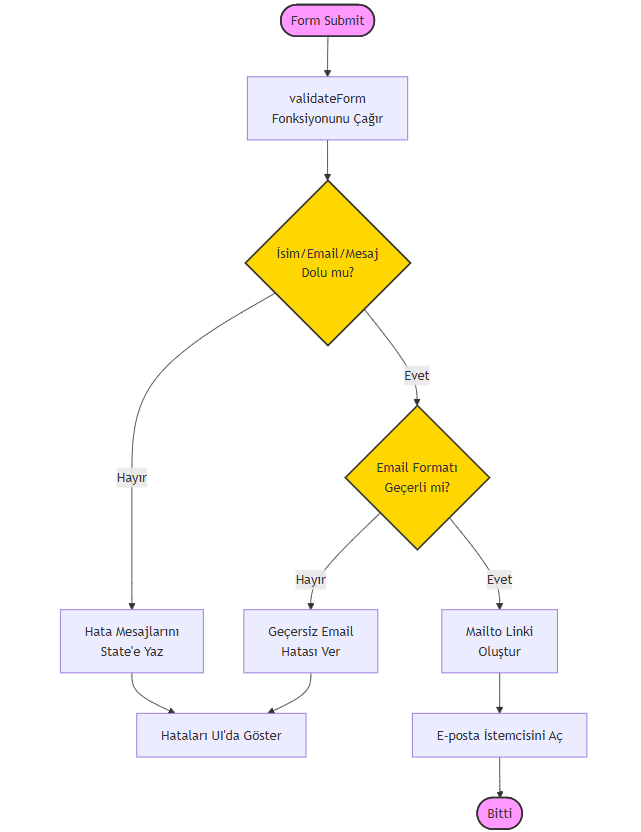 Form Submit
validateForm
Fonksiyonunu Çağır
İsim/Email/Mesaj
Dolu mu?
Evet
Email Formatı
Geçerli mi?
Hayır
Hayır
Evet
Hata Mesajlarını
State'e Yaz
Geçersiz Email
Hatası Ver
Mailto Linki
Oluştur
Hataları UI'da Göster
E-posta İstemcisini Aç
Bitti